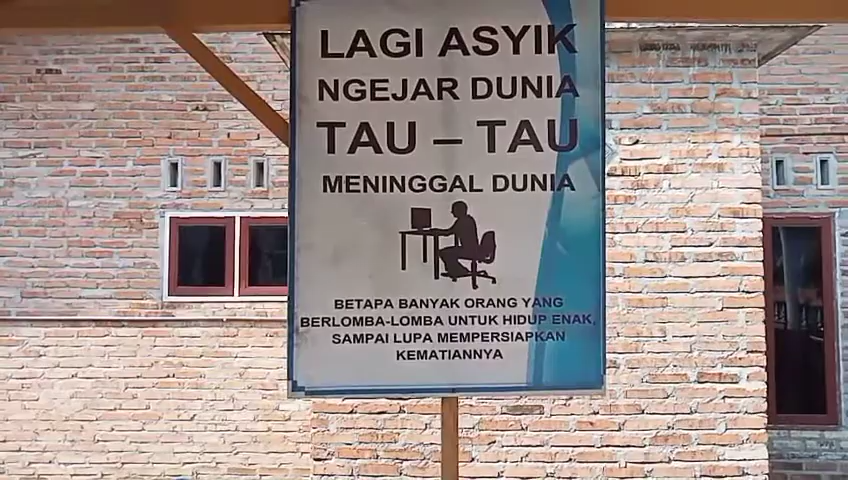 LAGI ASYIK
NGEJAR DUNIA
TAU – TAU
MENINGGAL DUNIA
BETAPA BANYAK ORANG YANG
BERLOMBA-LOMBA UNTUK HIDUP ENAK,
SAMPAI LUPA MEMPERSIAPKAN
KEMATIANNYA